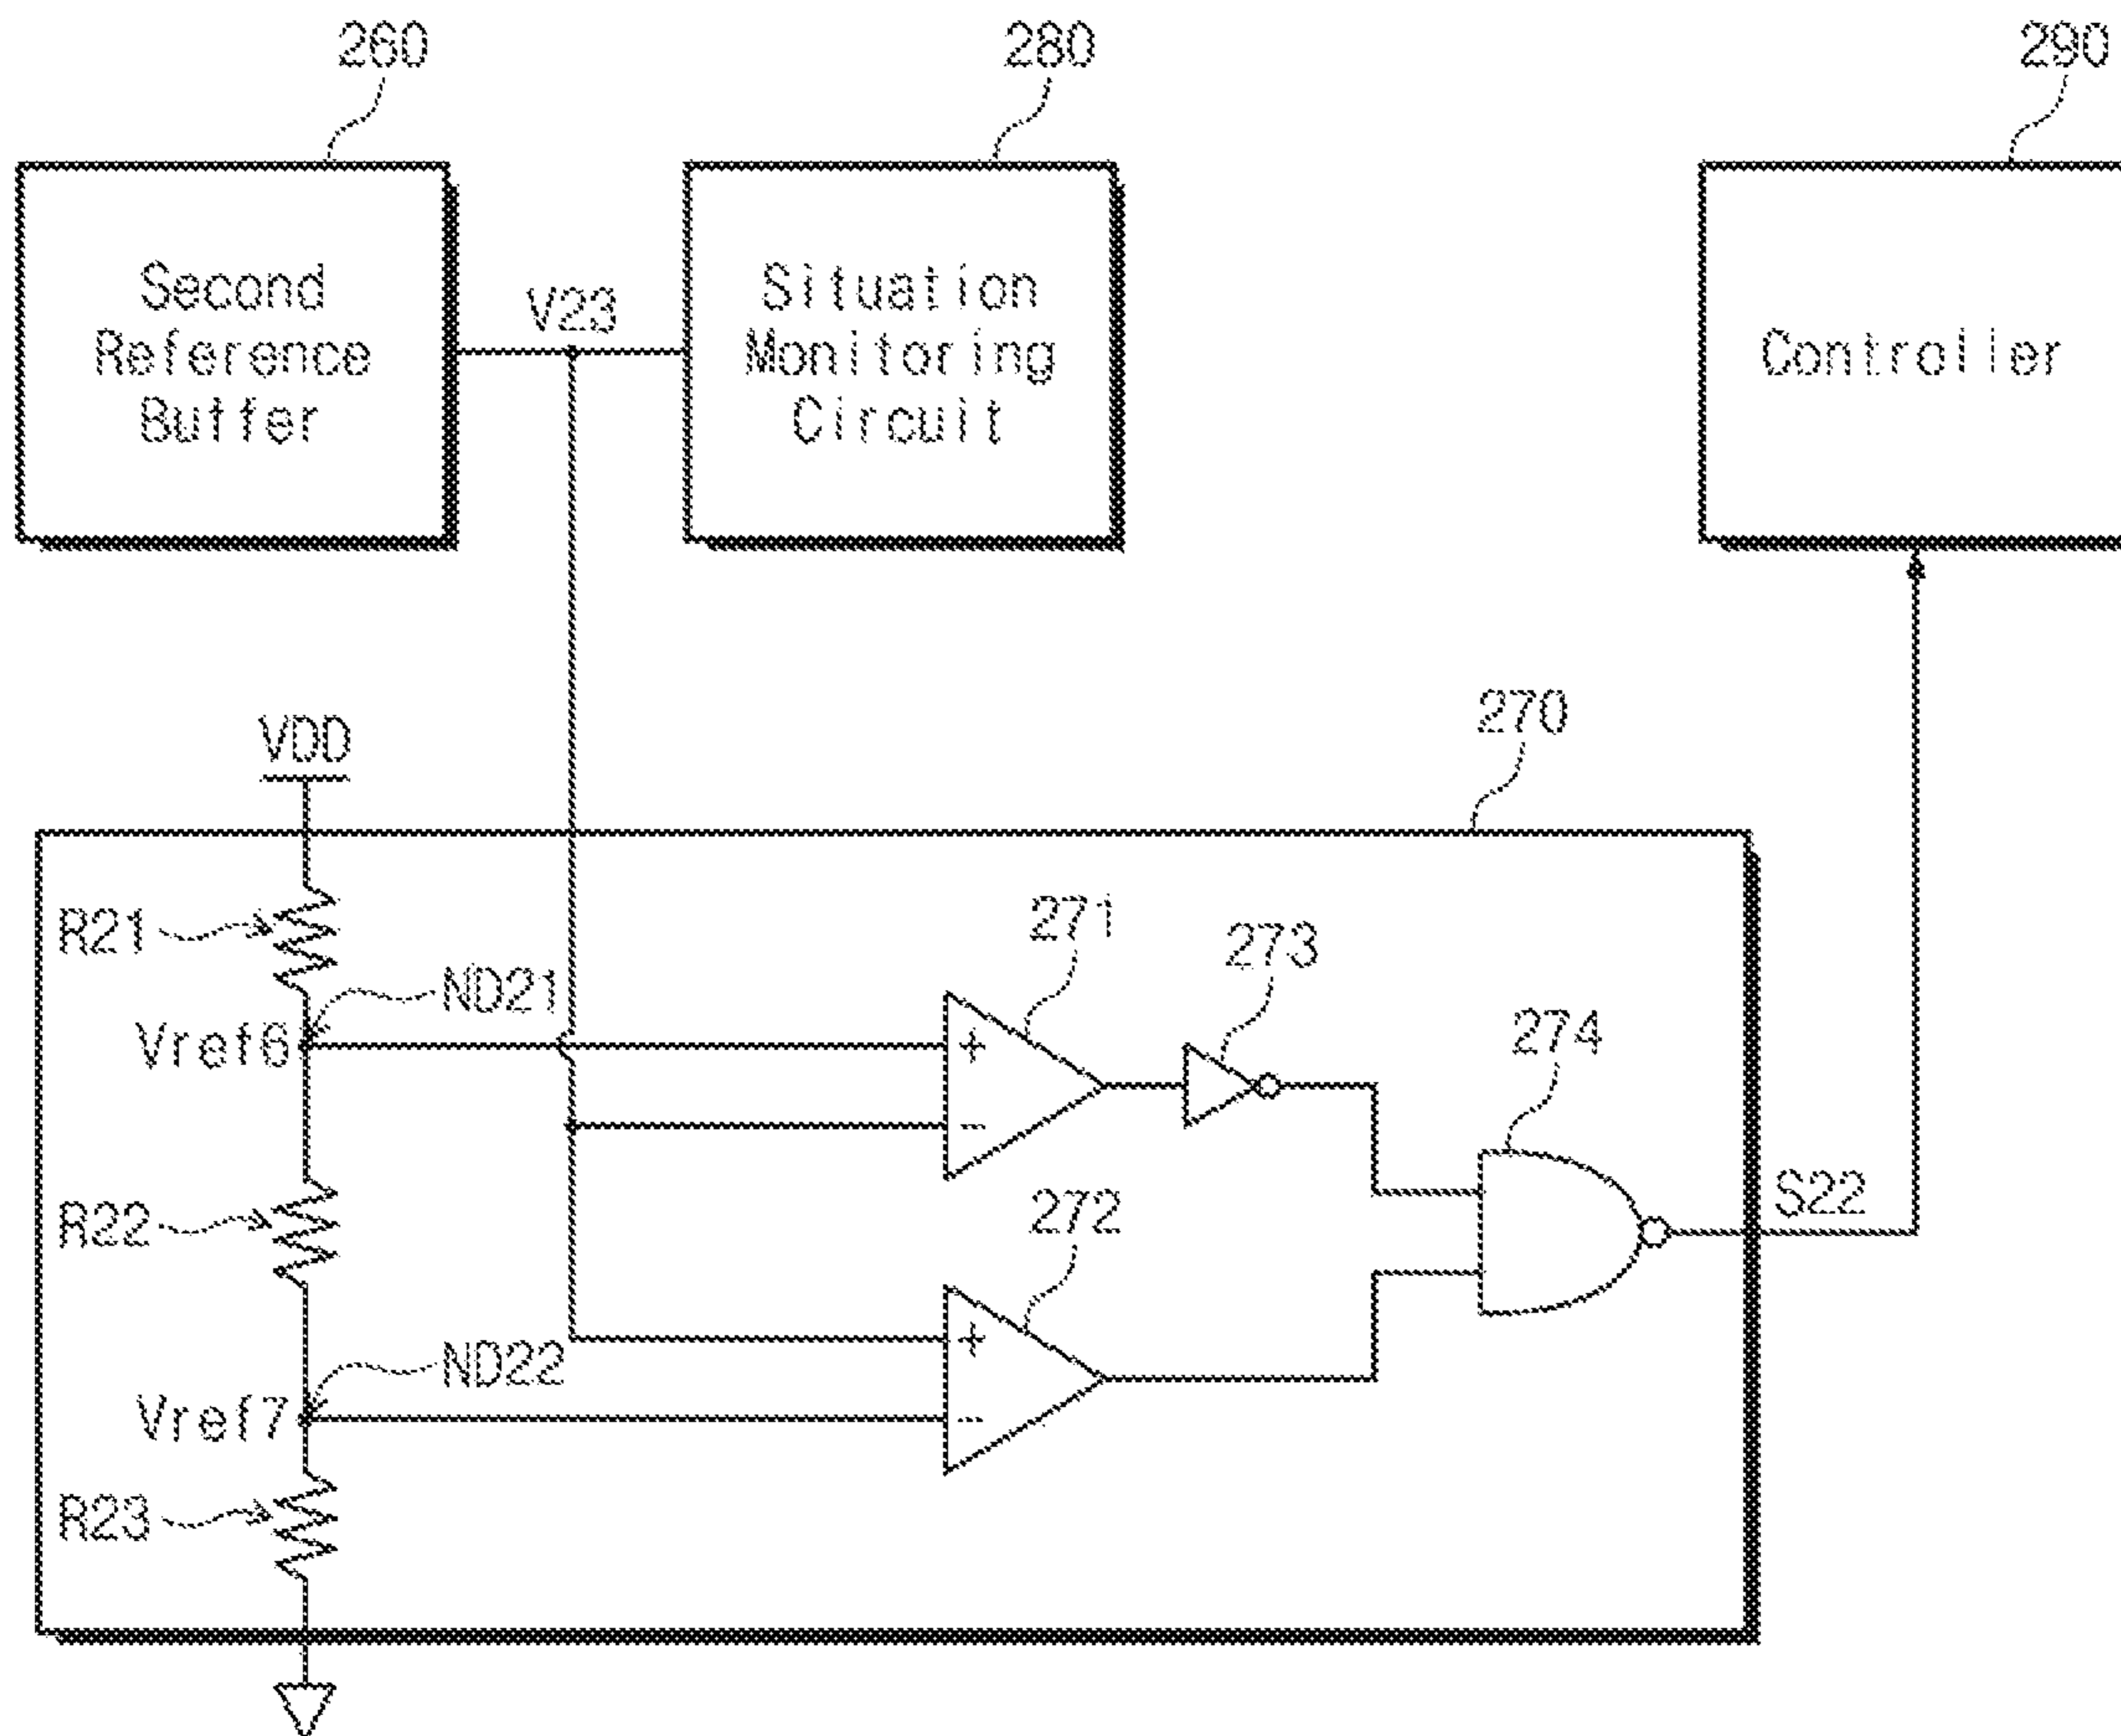 260
280
290
Second
Reference
Buffer
V23
Situation
Monitoring
Circuit
Controller
VDD
270
R21
ND21
Vref6
271
273
274
+
-
R22
272
S22
+
-
ND22
Vref7
R23